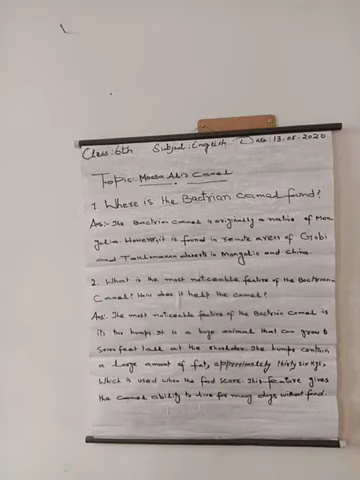 Class:6th Subject:English Date:13.05-2020
Topic:- Moosa Ali's Camel
1. Where is the Bactrian camel fund?
Ans:- The Bactrian camel is originally a native of Mon
golia. However, it is found in remote areas of Gobi
and Taklimakan deserts in Mongolia and China.
2. What is the most noticeable feature of the Bactrian
Camel? How does it help the camel?
Ans:. The most noticeable feature of the Bactrian Camel is
its two humps. It is a huge animal that can grow
Seven feet tall at the shoulder. The humps contain
a large amount of fat, approximately thirty six kgs,
Which is used when the food scare. This feature gives
the camel ability to live for many days without food.